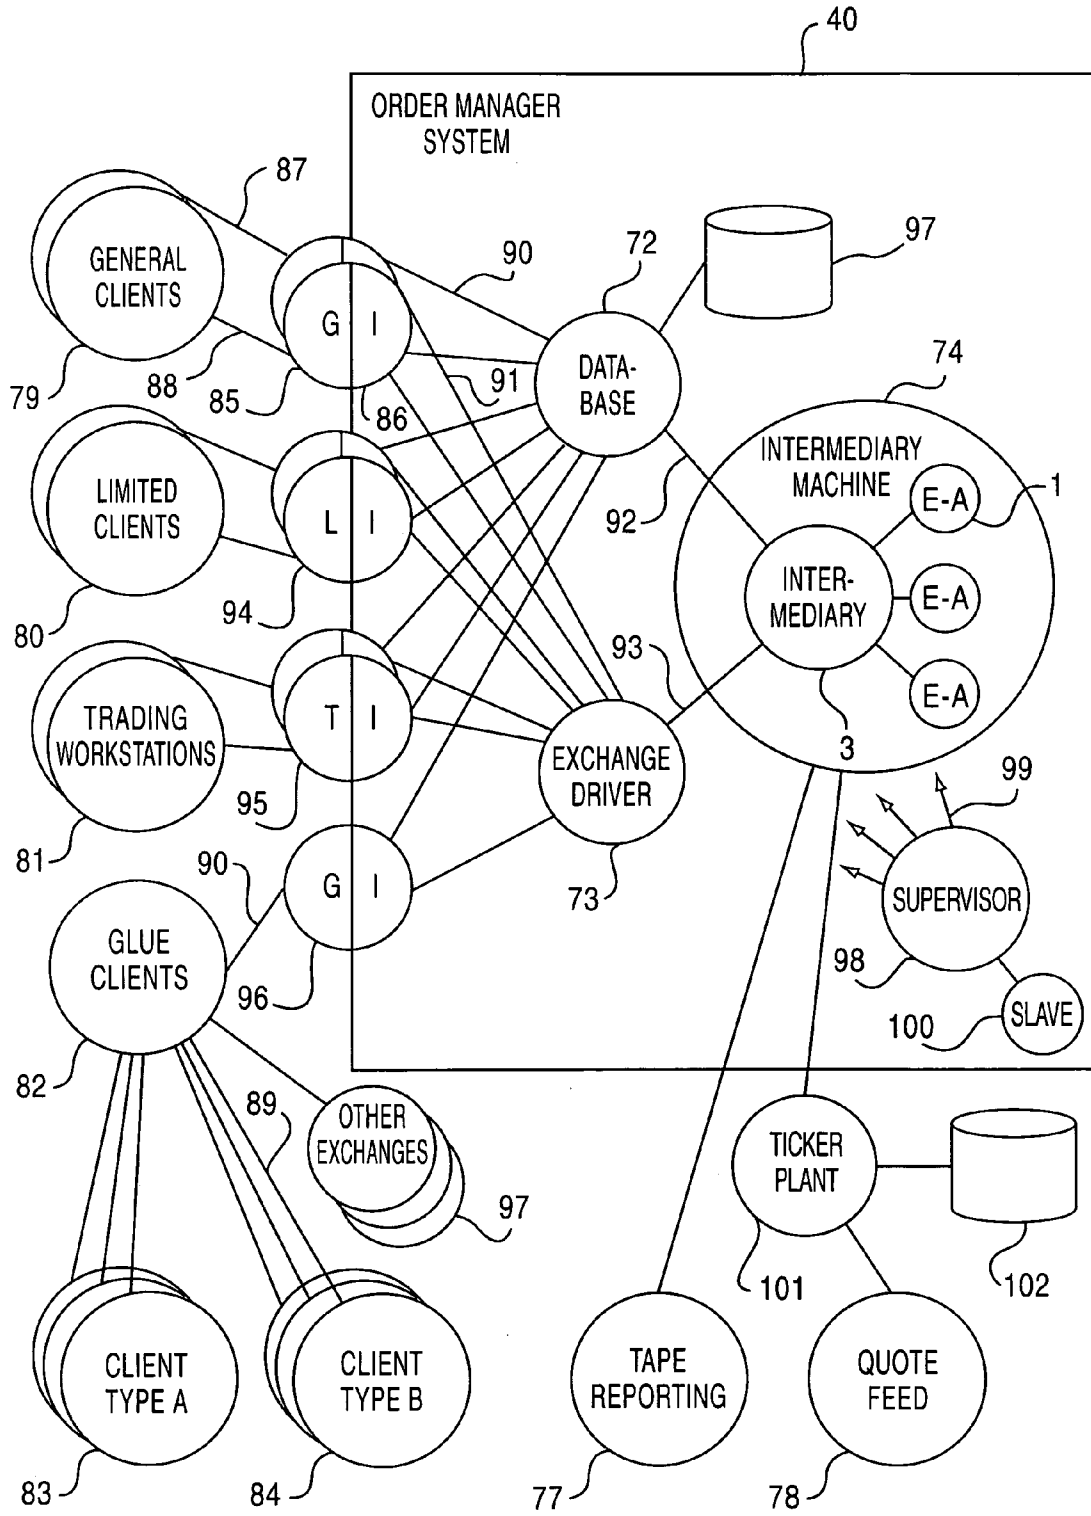 40
ORDER MANAGER
SYSTEM
87
GENERAL
CLIENTS
79
88
85
G I
86
90
91
72
DATA-
BASE
97
74
INTERMEDIARY
MACHINE
E-A
1
92
LIMITED
CLIENTS
80
L I
94
INTER-
MEDIARY
E-A
E-A
3
93
TRADING
WORKSTATIONS
81
T I
95
EXCHANGE
DRIVER
73
99
SUPERVISOR
98
SLAVE
100
90
G I
96
GLUE
CLIENTS
82
89
OTHER
EXCHANGES
97
TICKER
PLANT
101
102
CLIENT
TYPE A
83
CLIENT
TYPE B
84
TAPE
REPORTING
77
QUOTE
FEED
78